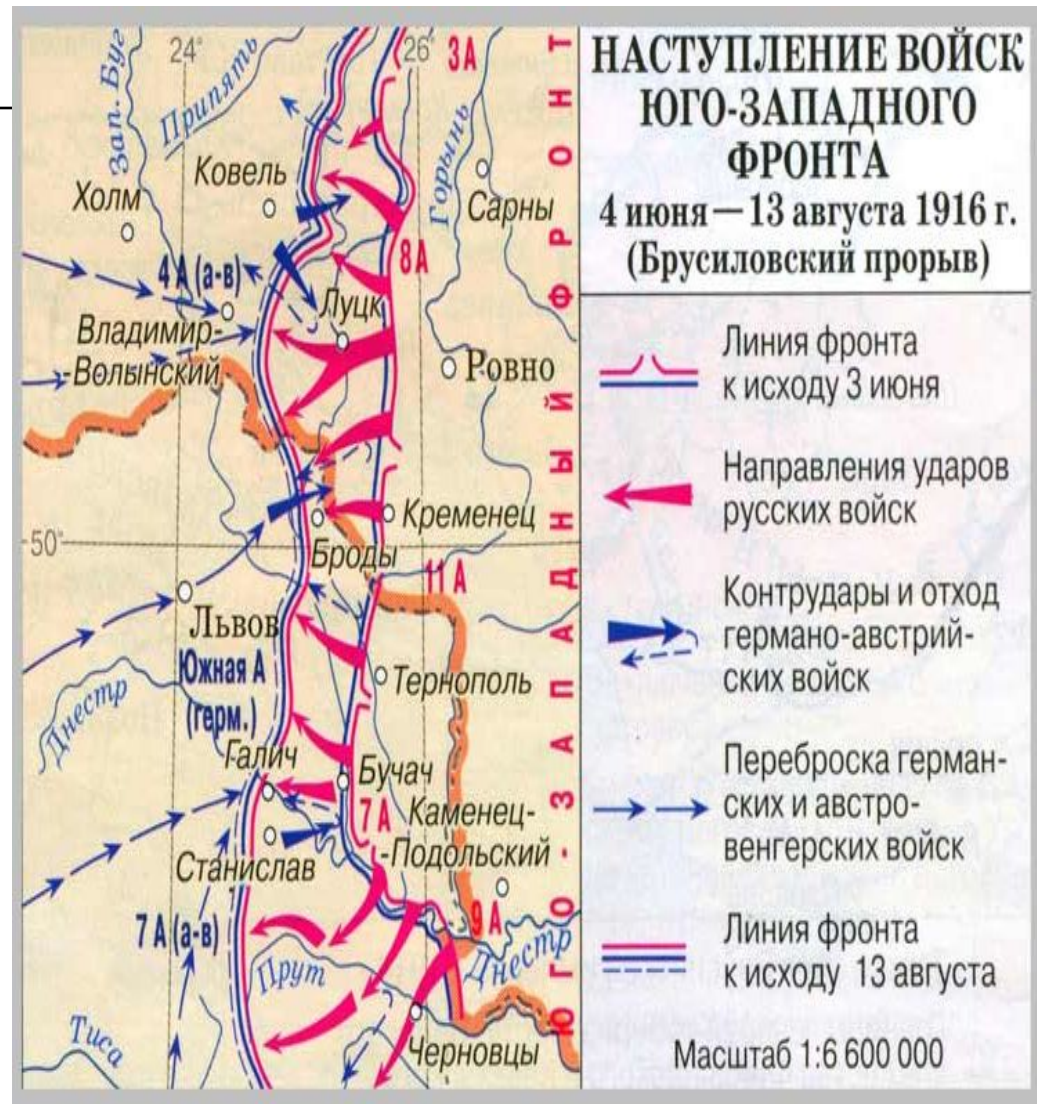 24°
26°
3А
Зап. Буг
Припять
Горынь
Ковель
Холм
Сарны
8А
4 А (а-в)
Луцк
Владимир-
-Волынский
Ровно
Кременец
50°
Броды
11 А
Львов
Южная А
(герм.)
Тернополь
Днестр
Галич
Бучач
7А
Каменец-
-Подольский
Станислав
7 А (а-в)
9 А
Днестр
Прут
Тиса
Черновцы
ЮГО-ЗАПАДНЫЙ ФРОНТ
НАСТУПЛЕНИЕ ВОЙСК
ЮГО-ЗАПАДНОГО
ФРОНТА
4 июня — 13 августа 1916 г.
(Брусиловский прорыв)
Линия фронта
к исходу 3 июня
Направления ударов
русских войск
Контрудары и отход
германо-австрий-
ских войск
Переброска герман-
ских и австро-
венгерских войск
Линия фронта
к исходу 13 августа
Масштаб 1:6 600 000